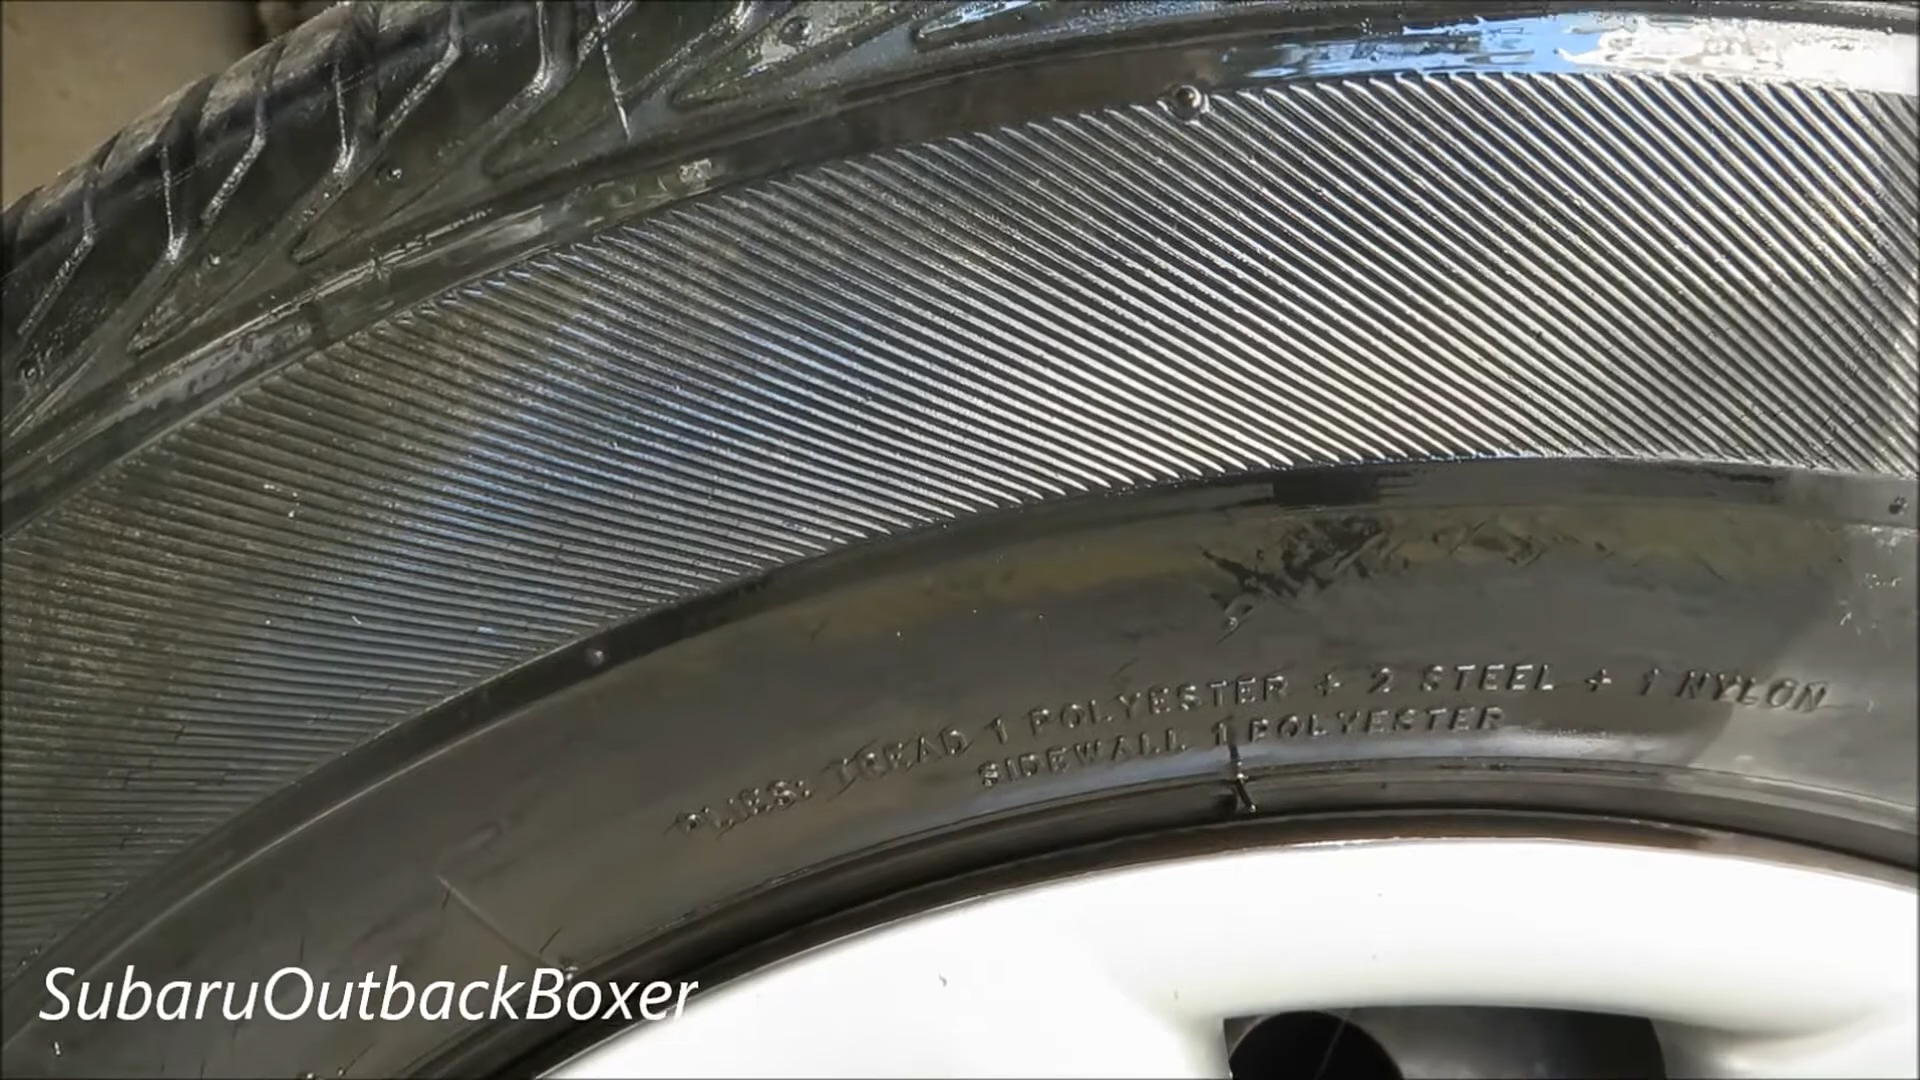 PLIES: TREAD 1 POLYESTER + 2 STEEL + 1 NYLON
SIDEWALL 1 POLYESTER
SubaruOutbackBoxer